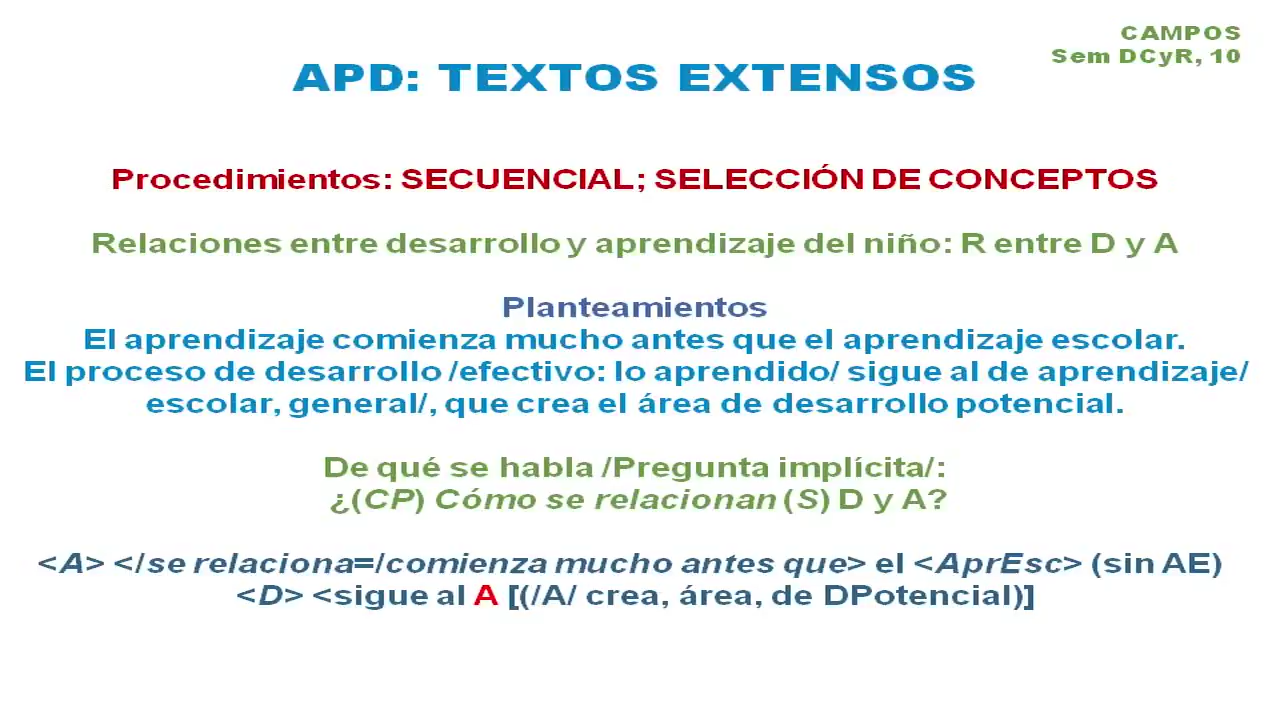 CAMPOS
Sem DCyR, 10
APD: TEXTOS EXTENSOS
Procedimientos: SECUENCIAL; SELECCIÓN DE CONCEPTOS
Relaciones entre desarrollo y aprendizaje del niño: R entre D y A
Planteamientos
El aprendizaje comienza mucho antes que el aprendizaje escolar.
El proceso de desarrollo /efectivo: lo aprendido/ sigue al de aprendizaje/
escolar, general/, que crea el área de desarrollo potencial.
De qué se habla /Pregunta implícita/:
¿(CP) Cómo se relacionan (S) D y A?
<A> </se relaciona=/comienza mucho antes que> el <AprEsc> (sin AE)
<D> <sigue al A [(/A/ crea, área, de DPotencial)]